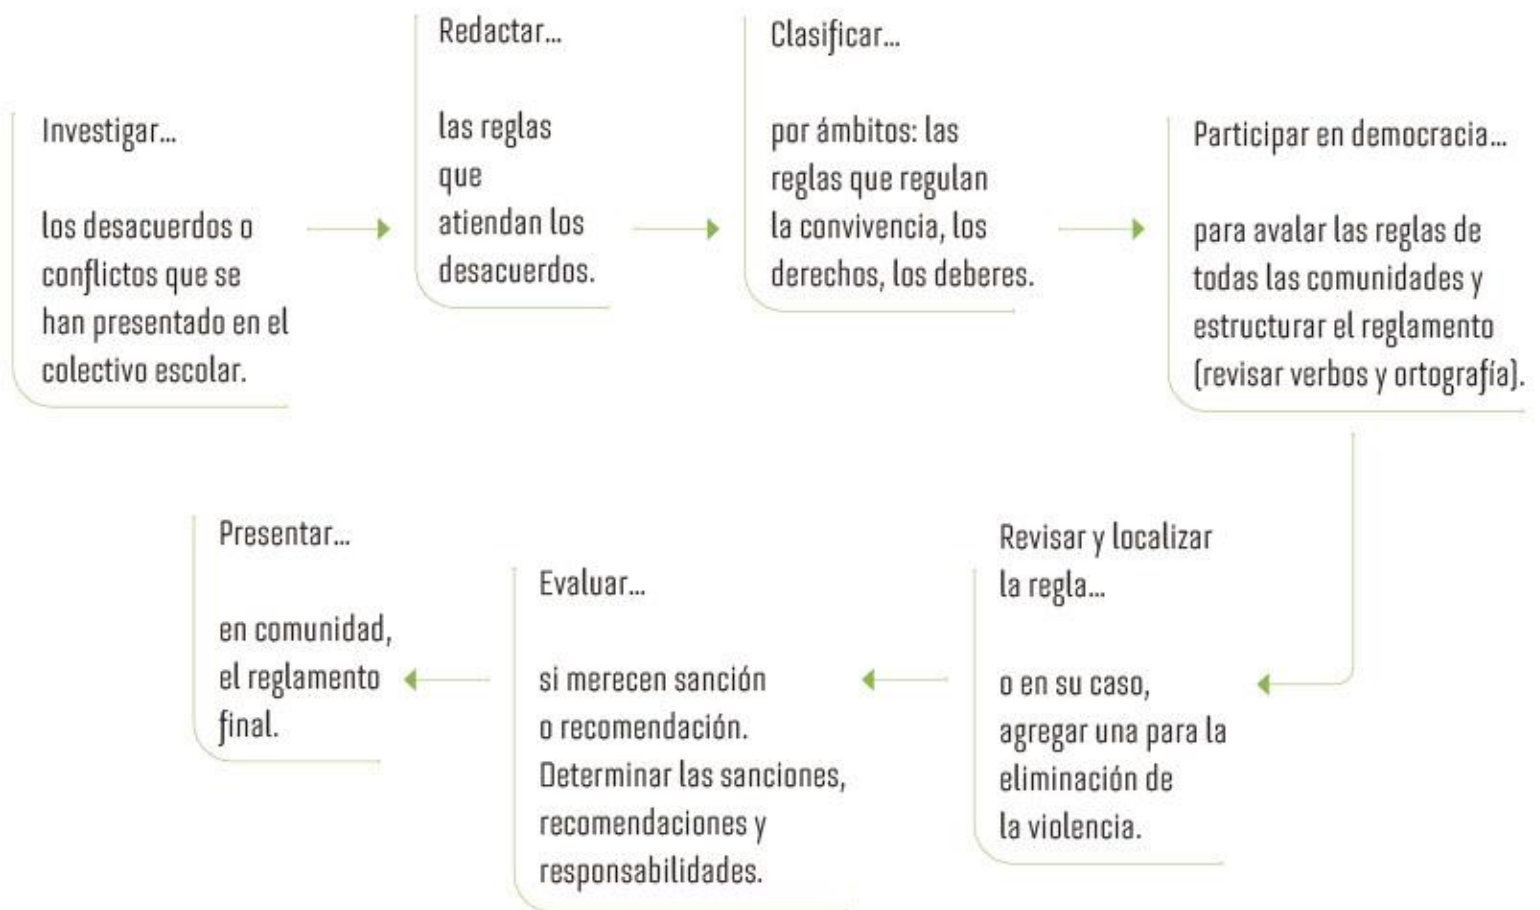 Investigar...
los desacuerdos o
conflictos que se
han presentado en el
colectivo escolar.
Redactar...
las reglas
que
atiendan los
desacuerdos.
Clasificar...
por ámbitos: las
reglas que regulan
la convivencia, los
derechos, los deberes.
Participar en democracia...
para avalar las reglas de
todas las comunidades y
estructurar el reglamento
(revisar verbos y ortografía).
Revisar y localizar
la regla...
o en su caso,
agregar una para la
eliminación de
la violencia.
Evaluar...
si merecen sanción
o recomendación.
Determinar las sanciones,
recomendaciones y
responsabilidades.
Presentar...
en comunidad,
el reglamento
final.